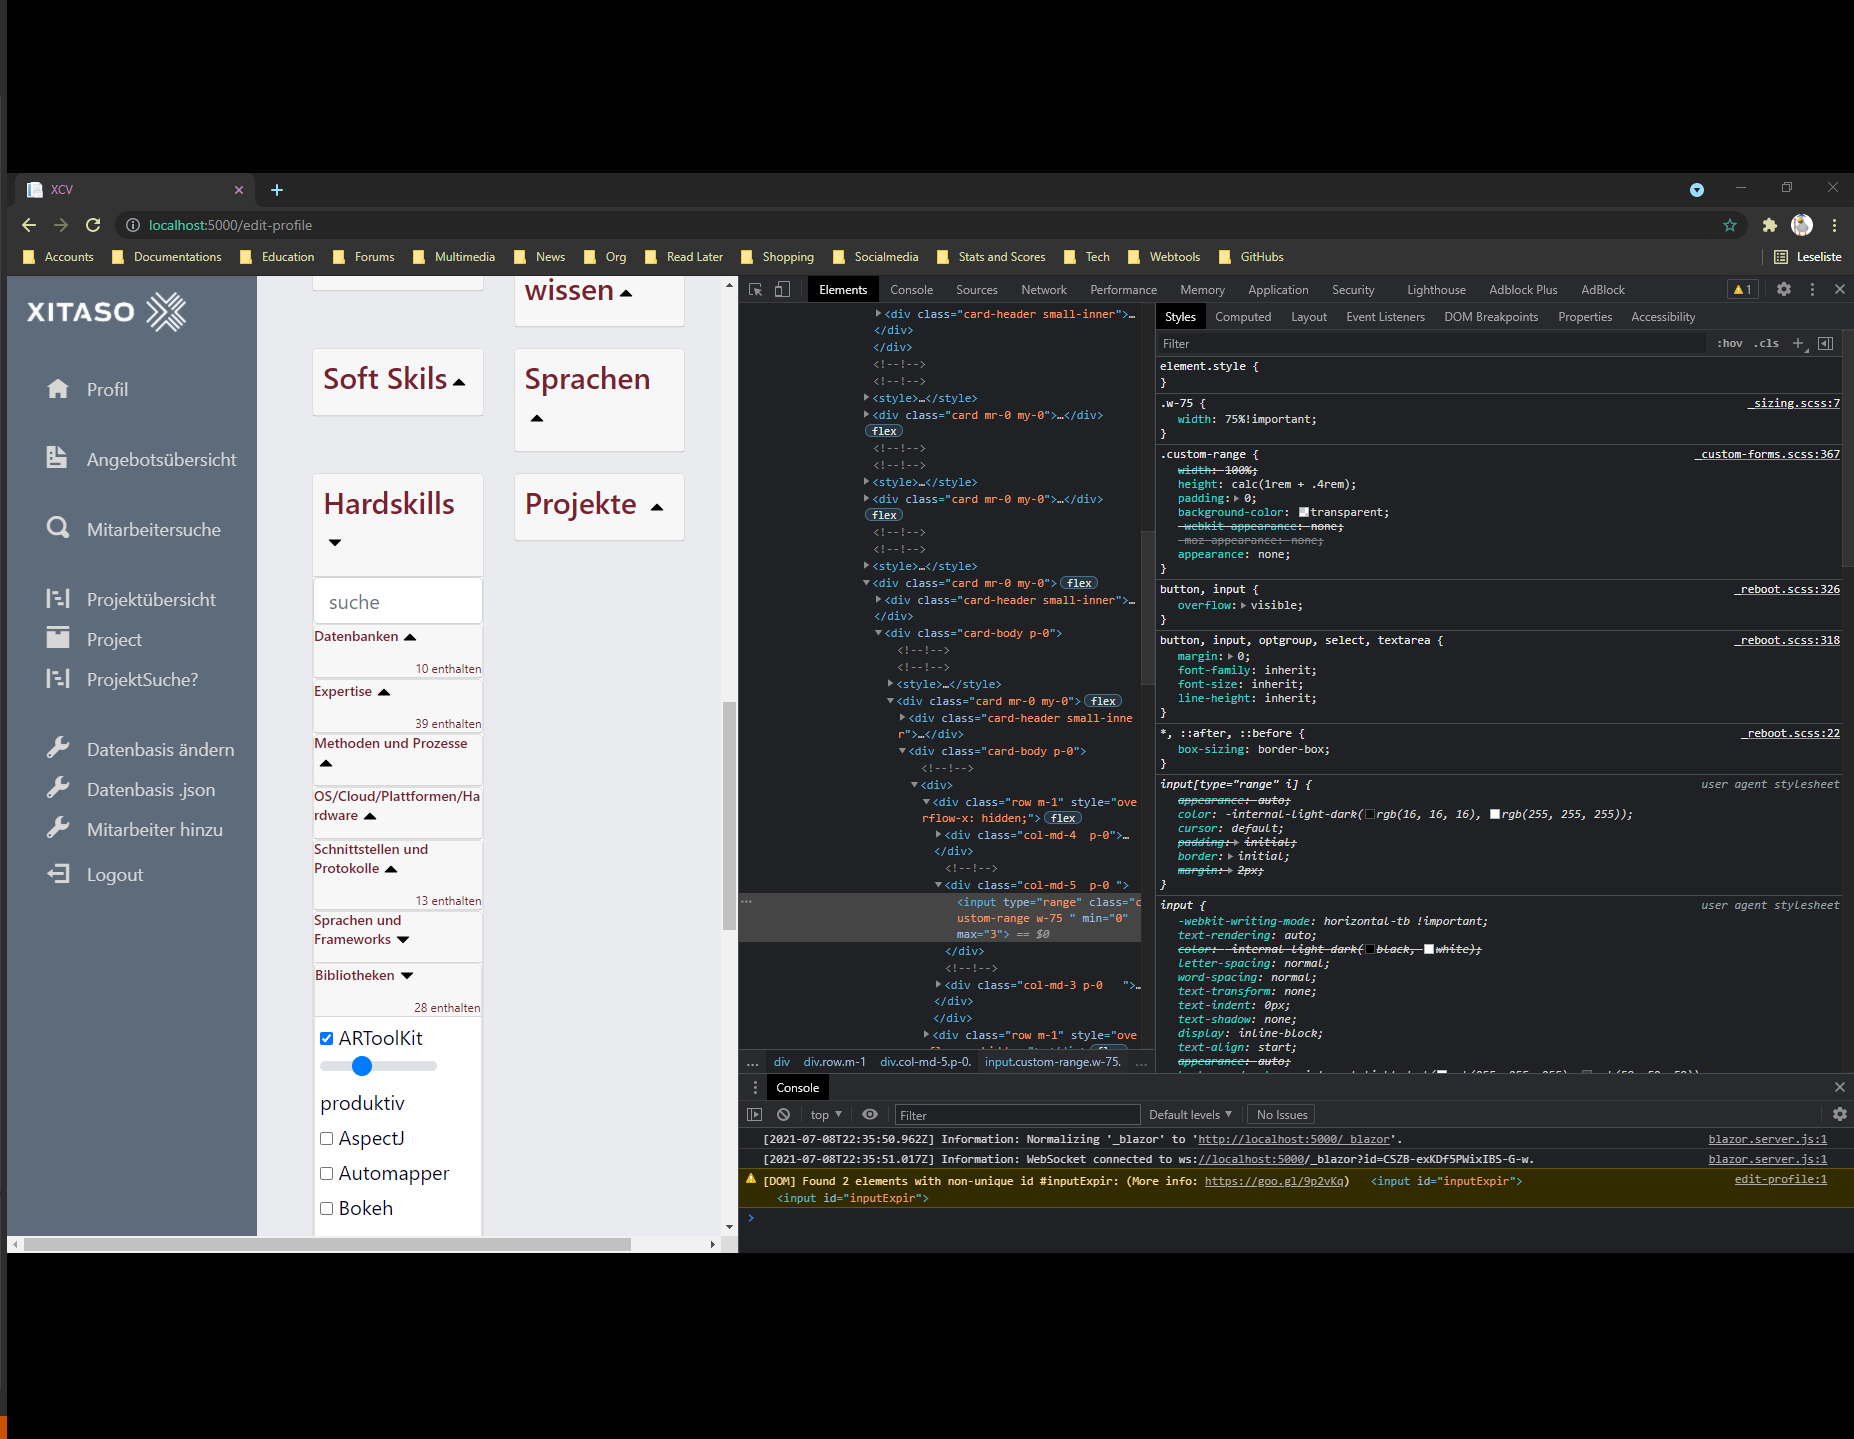 XCV
localhost:5000/edit-profile
Accounts Documentations Education Forums Multimedia News Org Read Later Shopping Socialmedia Stats and Scores Tech Webtools GitHubs Leseliste
XITASO
Profil
Angebotsübersicht
Mitarbeitersuche
Projektübersicht
Project
ProjektSuche?
Datenbasis ändern
Datenbasis .json
Mitarbeiter hinzu
Logout
wissen
Soft Skils
Sprachen
Hardskills
Projekte
suche
Datenbanken
10 enthalten
Expertise
39 enthalten
Methoden und Prozesse
OS/Cloud/Plattformen/Ha
rdware
Schnittstellen und
Protokolle
13 enthalten
Sprachen und
Frameworks
Bibliotheken
28 enthalten
ARToolKit
produktiv
AspectJ
Automapper
Bokeh
Elements Console Sources Network Performance Memory Application Security Lighthouse Adblock Plus AdBlock 1
<div class="card-header small-inner">…
</div>
</div>
<!--!-->
<!--!-->
<style>…</style>
<div class="card mr-0 my-0">…</div>
flex
<!--!-->
<!--!-->
<style>…</style>
<div class="card mr-0 my-0">…</div>
flex
<!--!-->
<!--!-->
<style>…</style>
<div class="card mr-0 my-0"> flex
<div class="card-header small-inner">…
</div>
<div class="card-body p-0">
<!--!-->
<!--!-->
<style>…</style>
<div class="card mr-0 my-0"> flex
<div class="card-header small-inne
r">…</div>
<div class="card-body p-0">
<!--!-->
<div>
<div class="row m-1" style="ove
rflow-x: hidden;"> flex
<div class="col-md-4  p-0">…
</div>
<!--!-->
<div class="col-md-5  p-0 ">
<input type="range" class="c
ustom-range w-75 " min="0"
max="3"> == $0
</div>
<!--!-->
<div class="col-md-3 p-0   ">…
</div>
</div>
<div class="row m-1" style="ove
… div div.row.m-1 div.col-md-5.p-0. input.custom-range.w-75. …
Styles Computed Layout Event Listeners DOM Breakpoints Properties Accessibility
Filter :hov .cls +
element.style {
}
.w-75 { _sizing.scss:7
width: 75%!important;
}
.custom-range { _custom-forms.scss:367
width: 100%;
height: calc(1rem + .4rem);
padding: 0;
background-color: transparent;
-webkit-appearance: none;
-moz-appearance: none;
appearance: none;
}
button, input { _reboot.scss:326
overflow: visible;
}
button, input, optgroup, select, textarea { _reboot.scss:318
margin: 0;
font-family: inherit;
font-size: inherit;
line-height: inherit;
}
*, ::after, ::before { _reboot.scss:22
box-sizing: border-box;
}
input[type="range" i] { user agent stylesheet
appearance: auto;
color: -internal-light-dark(rgb(16, 16, 16), rgb(255, 255, 255));
cursor: default;
padding: initial;
border: initial;
margin: 2px;
}
input { user agent stylesheet
-webkit-writing-mode: horizontal-tb !important;
text-rendering: auto;
color: -internal-light-dark(black, white);
letter-spacing: normal;
word-spacing: normal;
text-transform: none;
text-indent: 0px;
text-shadow: none;
display: inline-block;
text-align: start;
appearance: auto;
Console
top Filter Default levels No Issues
[2021-07-08T22:35:50.962Z] Information: Normalizing '_blazor' to 'http://localhost:5000/_blazor'. blazor.server.js:1
[2021-07-08T22:35:51.017Z] Information: WebSocket connected to ws://localhost:5000/_blazor?id=CSZB-exKDf5PWixIBS-G-w. blazor.server.js:1
[DOM] Found 2 elements with non-unique id #inputExpir: (More info: https://goo.gl/9p2vKq) <input id="inputExpir"> edit-profile:1
<input id="inputExpir">